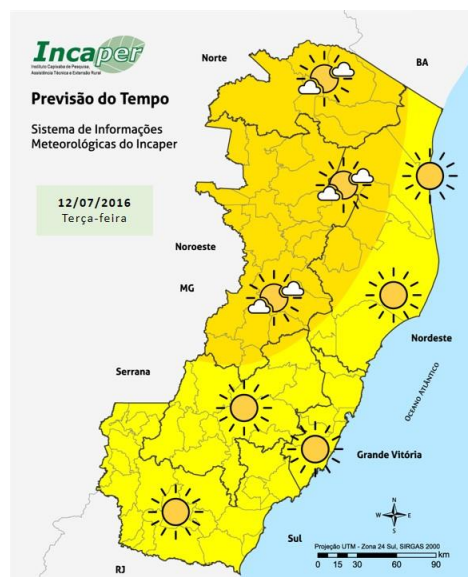 Incaper
Instituto Capixaba de Pesquisa,
Assistência Técnica e Extensão Rural
Previsão do Tempo
Sistema de Informações
Meteorológicas do Incaper
12/07/2016
Terça-feira
Norte
BA
Noroeste
MG
Nordeste
Serrana
OCEANO ATLÂNTICO
Grande Vitória
Sul
RJ
N
W
E
S
Projeção UTM - Zona 24 Sul, SIRGAS 2000
0 15 30 60 90
km